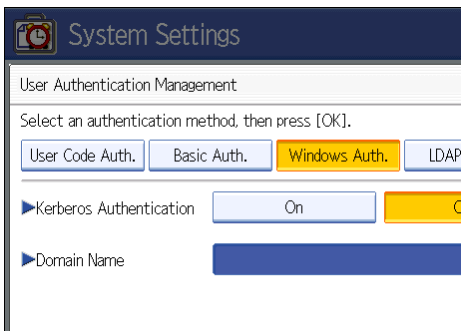 System Settings
User Authentication Management
Select an authentication method, then press [OK].
User Code Auth. Basic Auth. Windows Auth. LDAP
▶Kerberos Authentication On
▶Domain Name